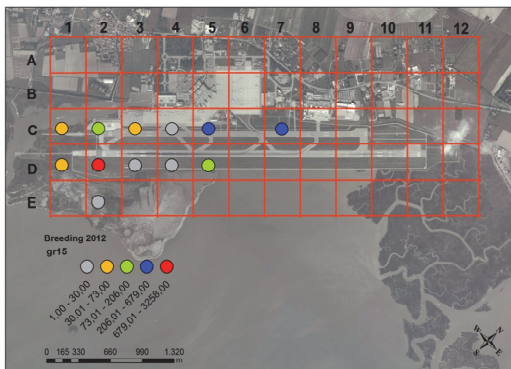 1 2 3 4 5 6 7 8 9 10 11 12
A
B
C
D
E
Breeding 2012
gr15
1.00 - 30,00
30.01 - 73,00
73,01 - 206,00
206,01 - 679,00
679,01 - 3258,00
0 165 330 660 990 1.320
m
N
W
E
S